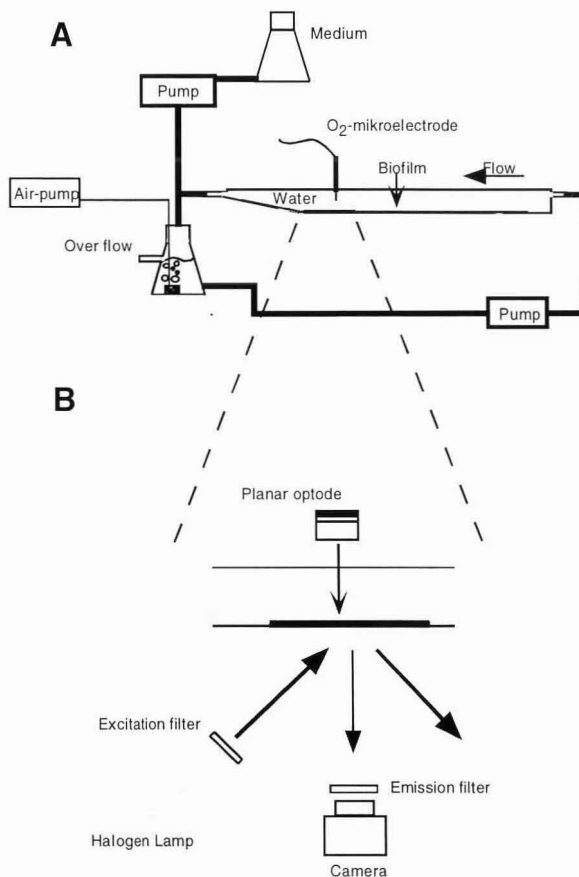 A
Medium
Pump
O2-mikroelectrode
Biofilm
Flow
Air-pump
Water
Over flow
Pump
B
Planar optode
Excitation filter
Emission filter
Halogen Lamp
Camera